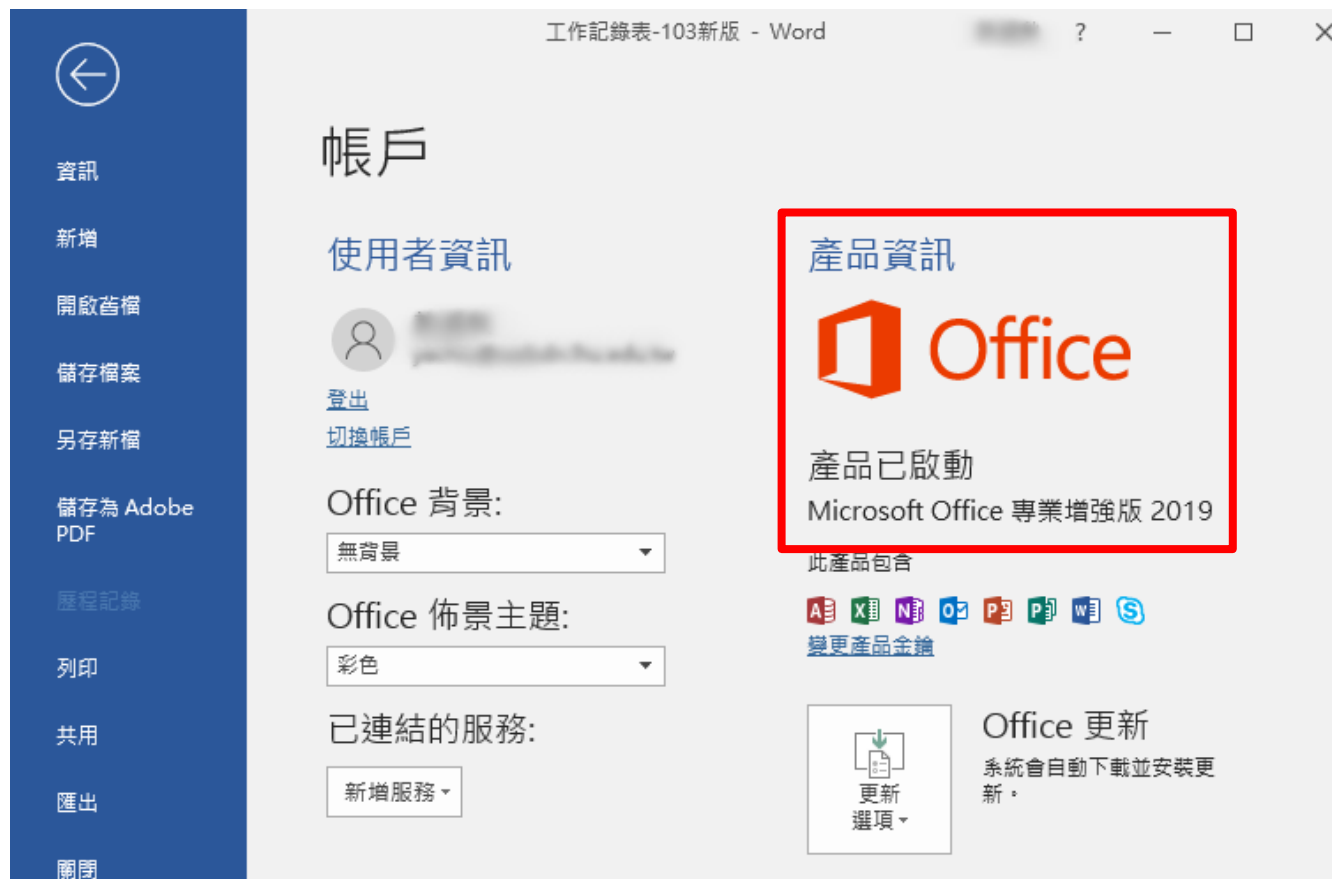 工作記錄表-103新版 - Word
?
帳戶
資訊
新增
開啟舊檔
儲存檔案
另存新檔
儲存為 Adobe
PDF
歷程記錄
列印
共用
匯出
關閉
使用者資訊
登出
切換帳戶
Office 背景:
無背景
Office 佈景主題:
彩色
已連結的服務:
新增服務
產品資訊
Office
產品已啟動
Microsoft Office 專業增強版 2019
此產品包含
變更產品金鑰
更新
選項
Office 更新
系統會自動下載並安裝更
新。